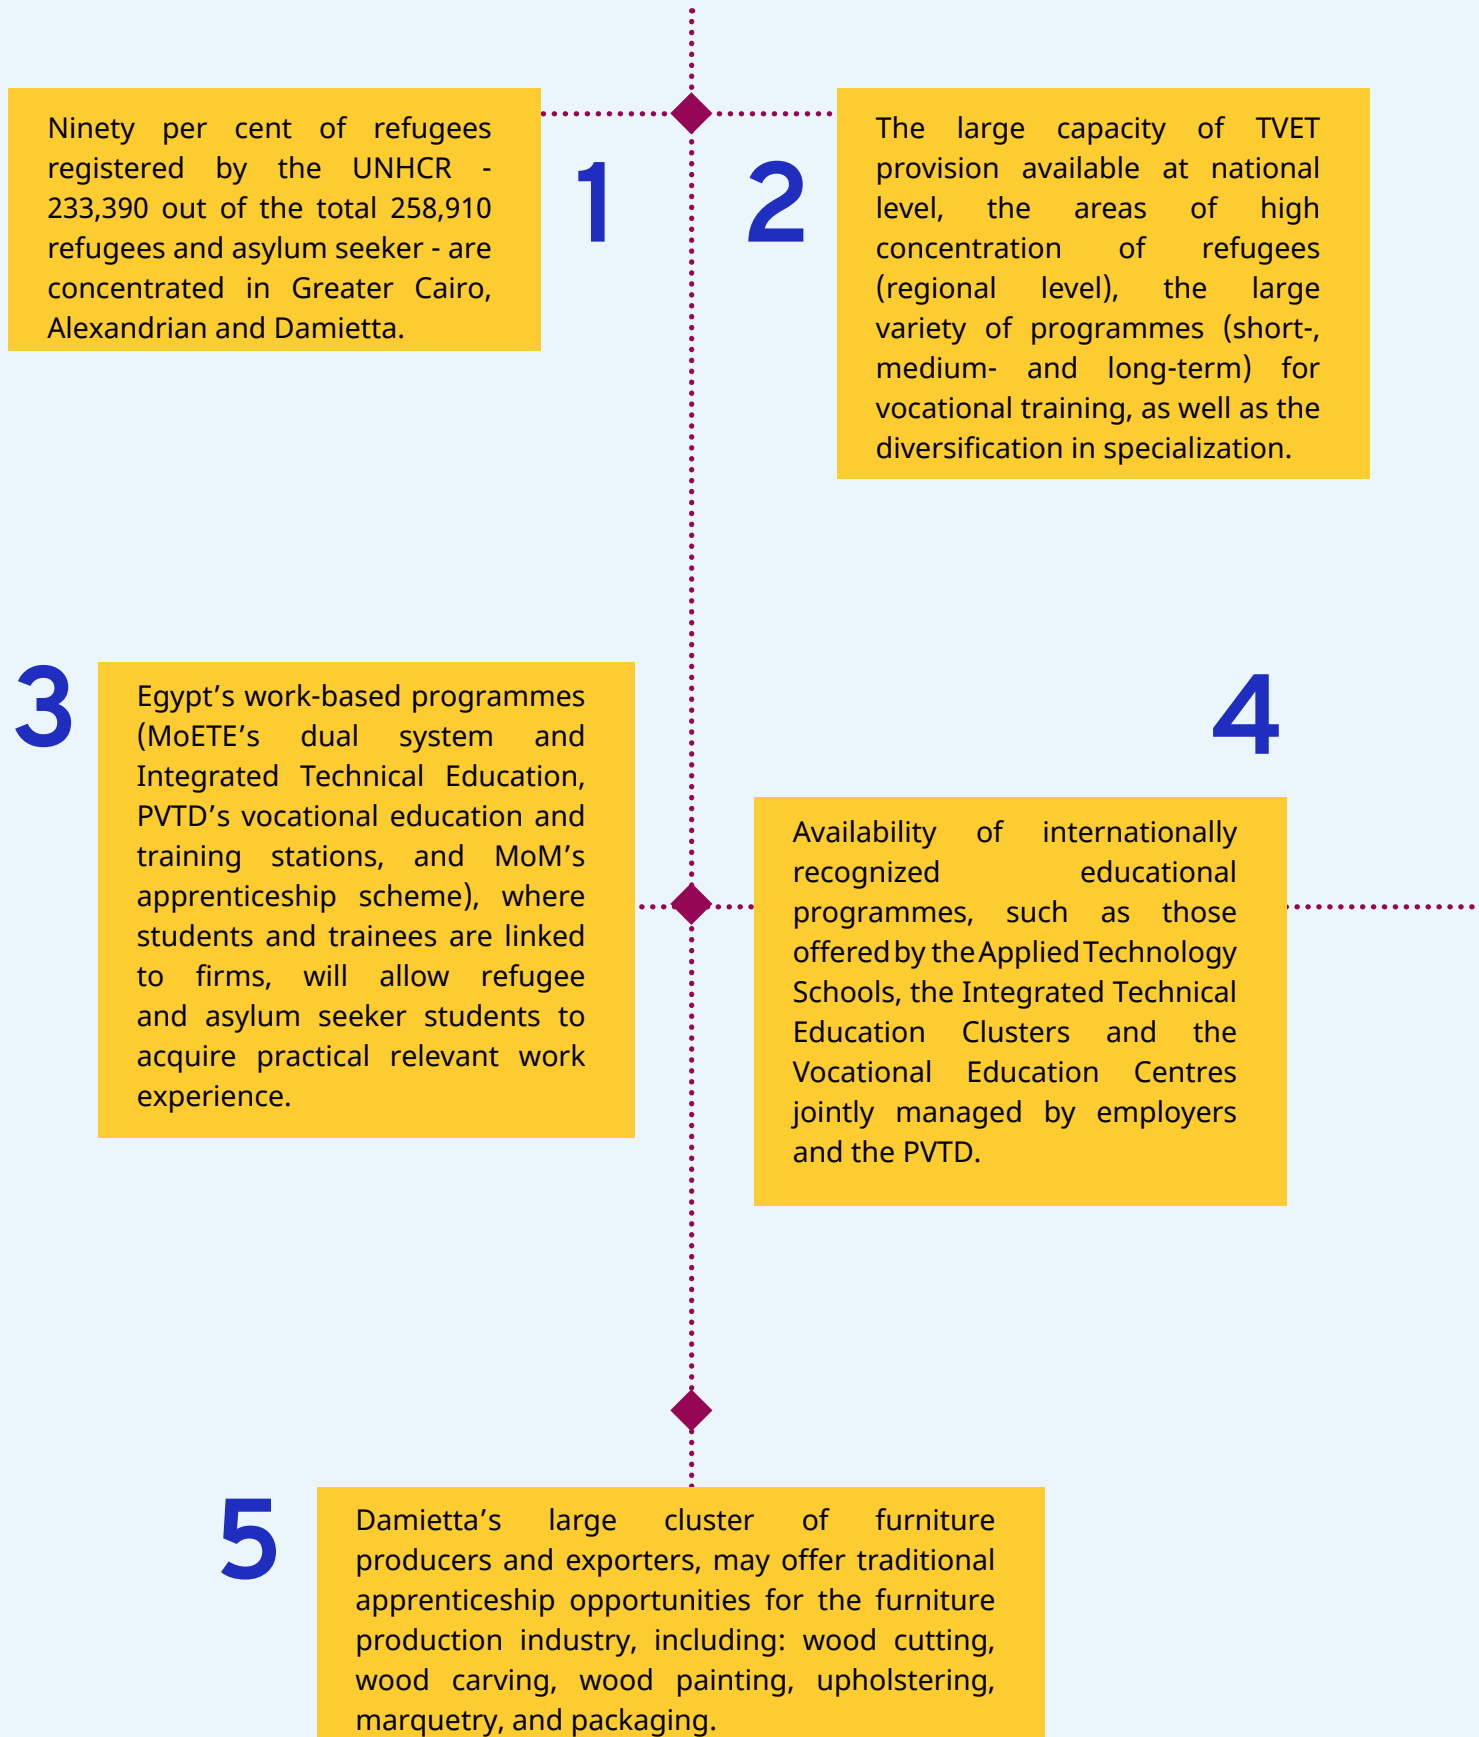 1
Ninety per cent of refugees
registered by the UNHCR -
233,390 out of the total 258,910
refugees and asylum seeker - are
concentrated in Greater Cairo,
Alexandrian and Damietta.
2
The large capacity of TVET
provision available at national
level, the areas of high
concentration of refugees
(regional level), the large
variety of programmes (short-,
medium- and long-term) for
vocational training, as well as the
diversification in specialization.
3
Egypt’s work-based programmes
(MoETE’s dual system and
Integrated Technical Education,
PVTD’s vocational education and
training stations, and MoM’s
apprenticeship scheme), where
students and trainees are linked
to firms, will allow refugee
and asylum seeker students to
acquire practical relevant work
experience.
4
Availability of internationally
recognized educational
programmes, such as those
offered by the Applied Technology
Schools, the Integrated Technical
Education Clusters and the
Vocational Education Centres
jointly managed by employers
and the PVTD.
5
Damietta’s large cluster of furniture
producers and exporters, may offer traditional
apprenticeship opportunities for the furniture
production industry, including: wood cutting,
wood carving, wood painting, upholstering,
marquetry, and packaging.